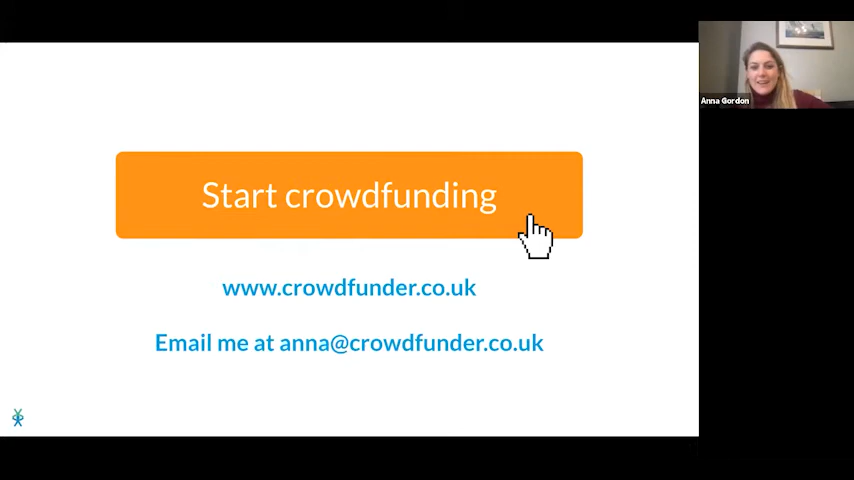 Start crowdfunding
www.crowdfunder.co.uk
Email me at anna@crowdfunder.co.uk
Anna Gordon